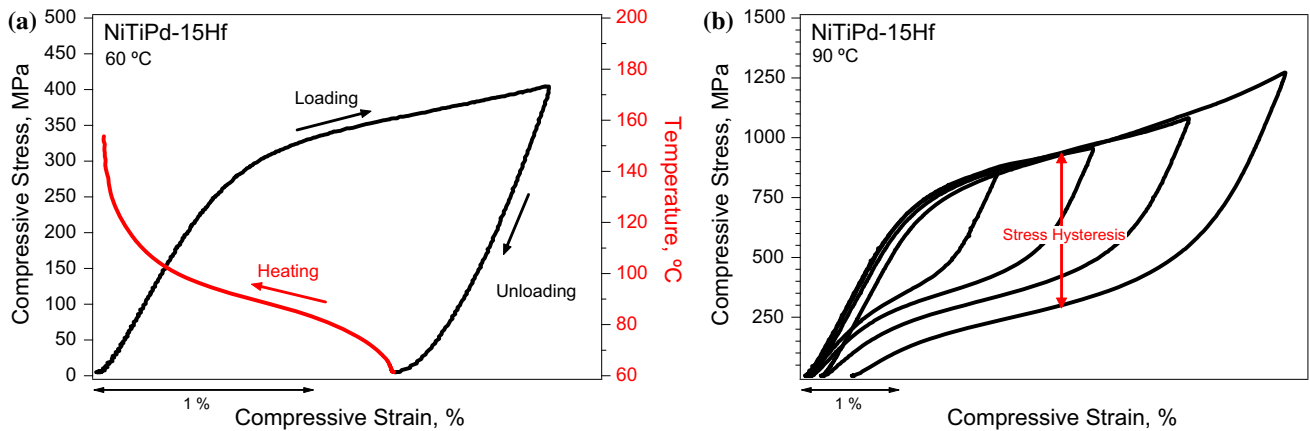 (a)
NiTiPd-15Hf
60 ºC
Compressive Stress, MPa
500
450
400
350
300
250
200
150
100
50
0
Loading
Heating
Unloading
200
180
160
140
120
100
80
60
Temperature, ºC
1 %
Compressive Strain, %
(b)
NiTiPd-15Hf
90 ºC
Compressive Stress, MPa
1500
1250
1000
750
500
250
Stress Hysteresis
1 %
Compressive Strain, %